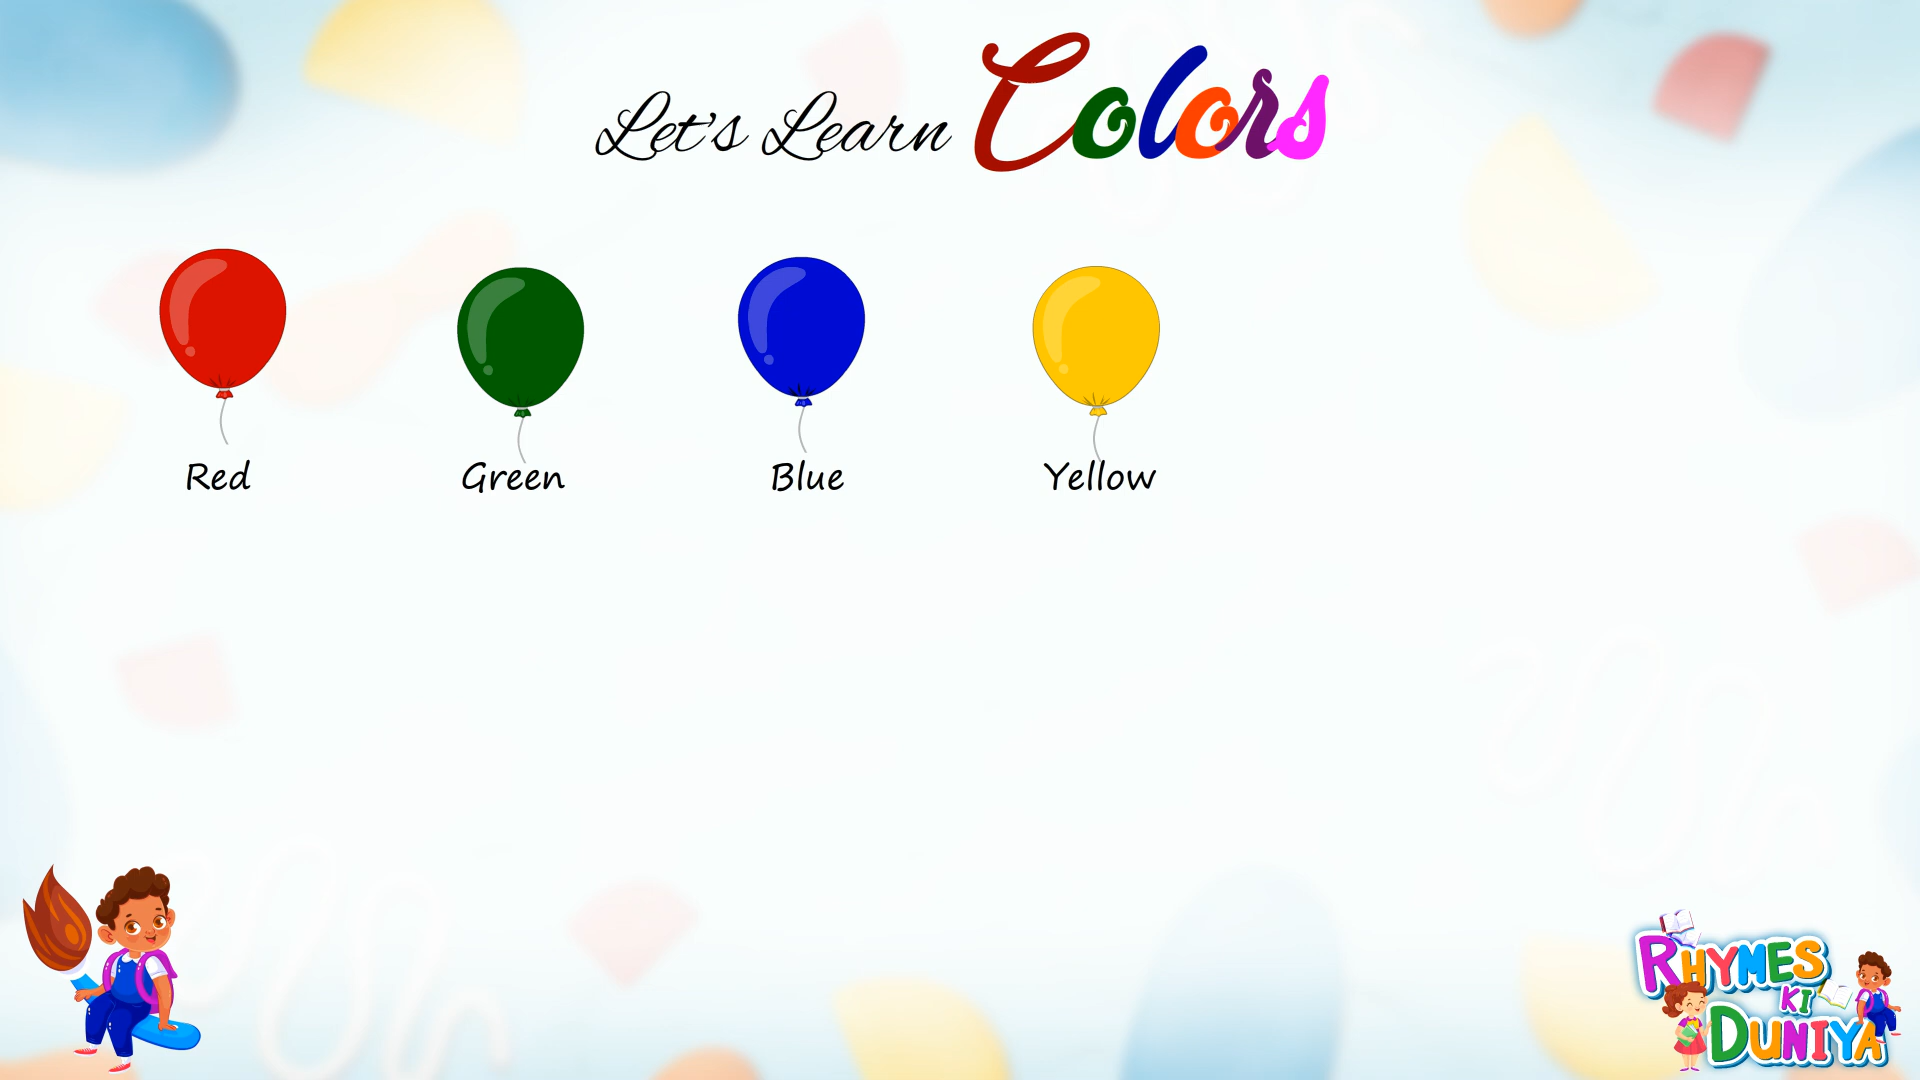 Let's Learn Colors
Red Green Blue Yellow
RHYMES
KI
DUNIYA